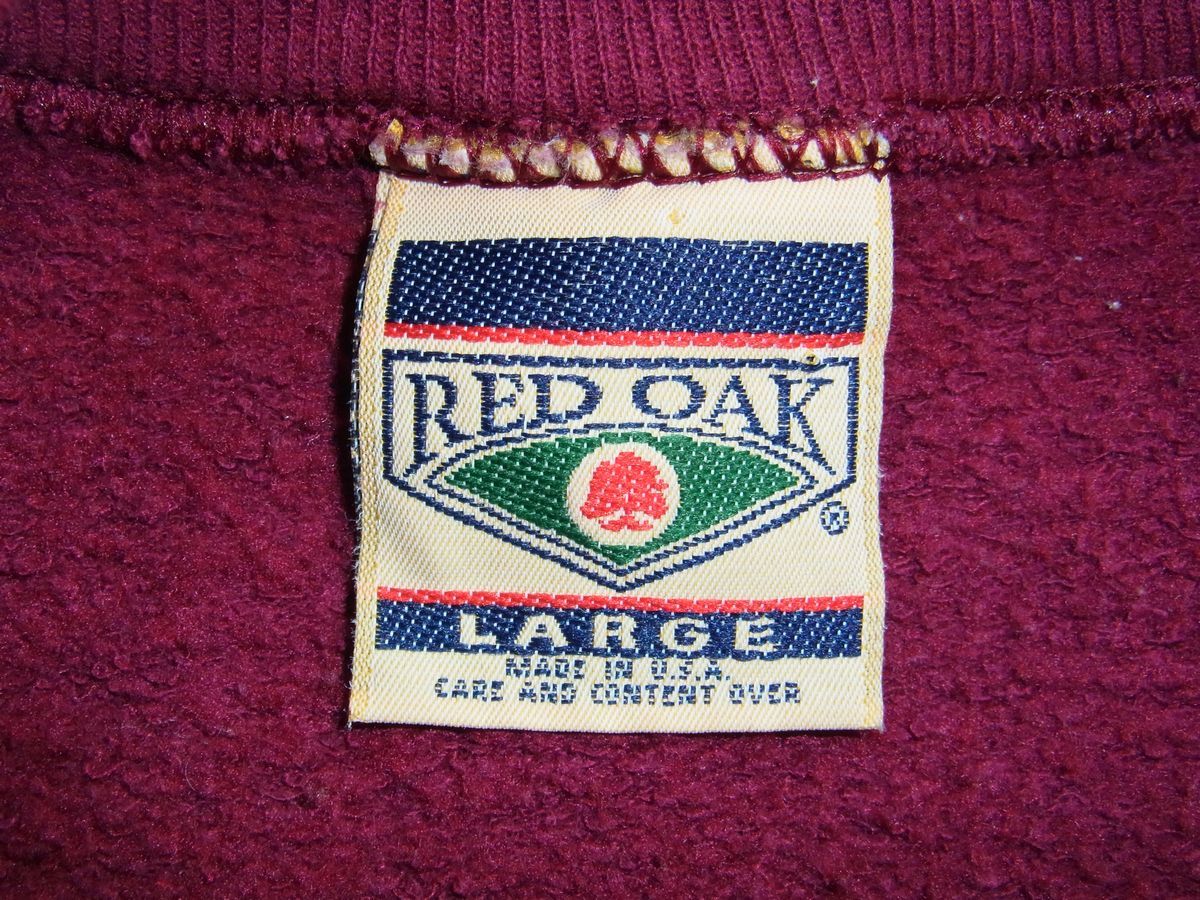 RED OAK
®
LARGE
MADE IN U.S.A.
CARE AND CONTENT OVER